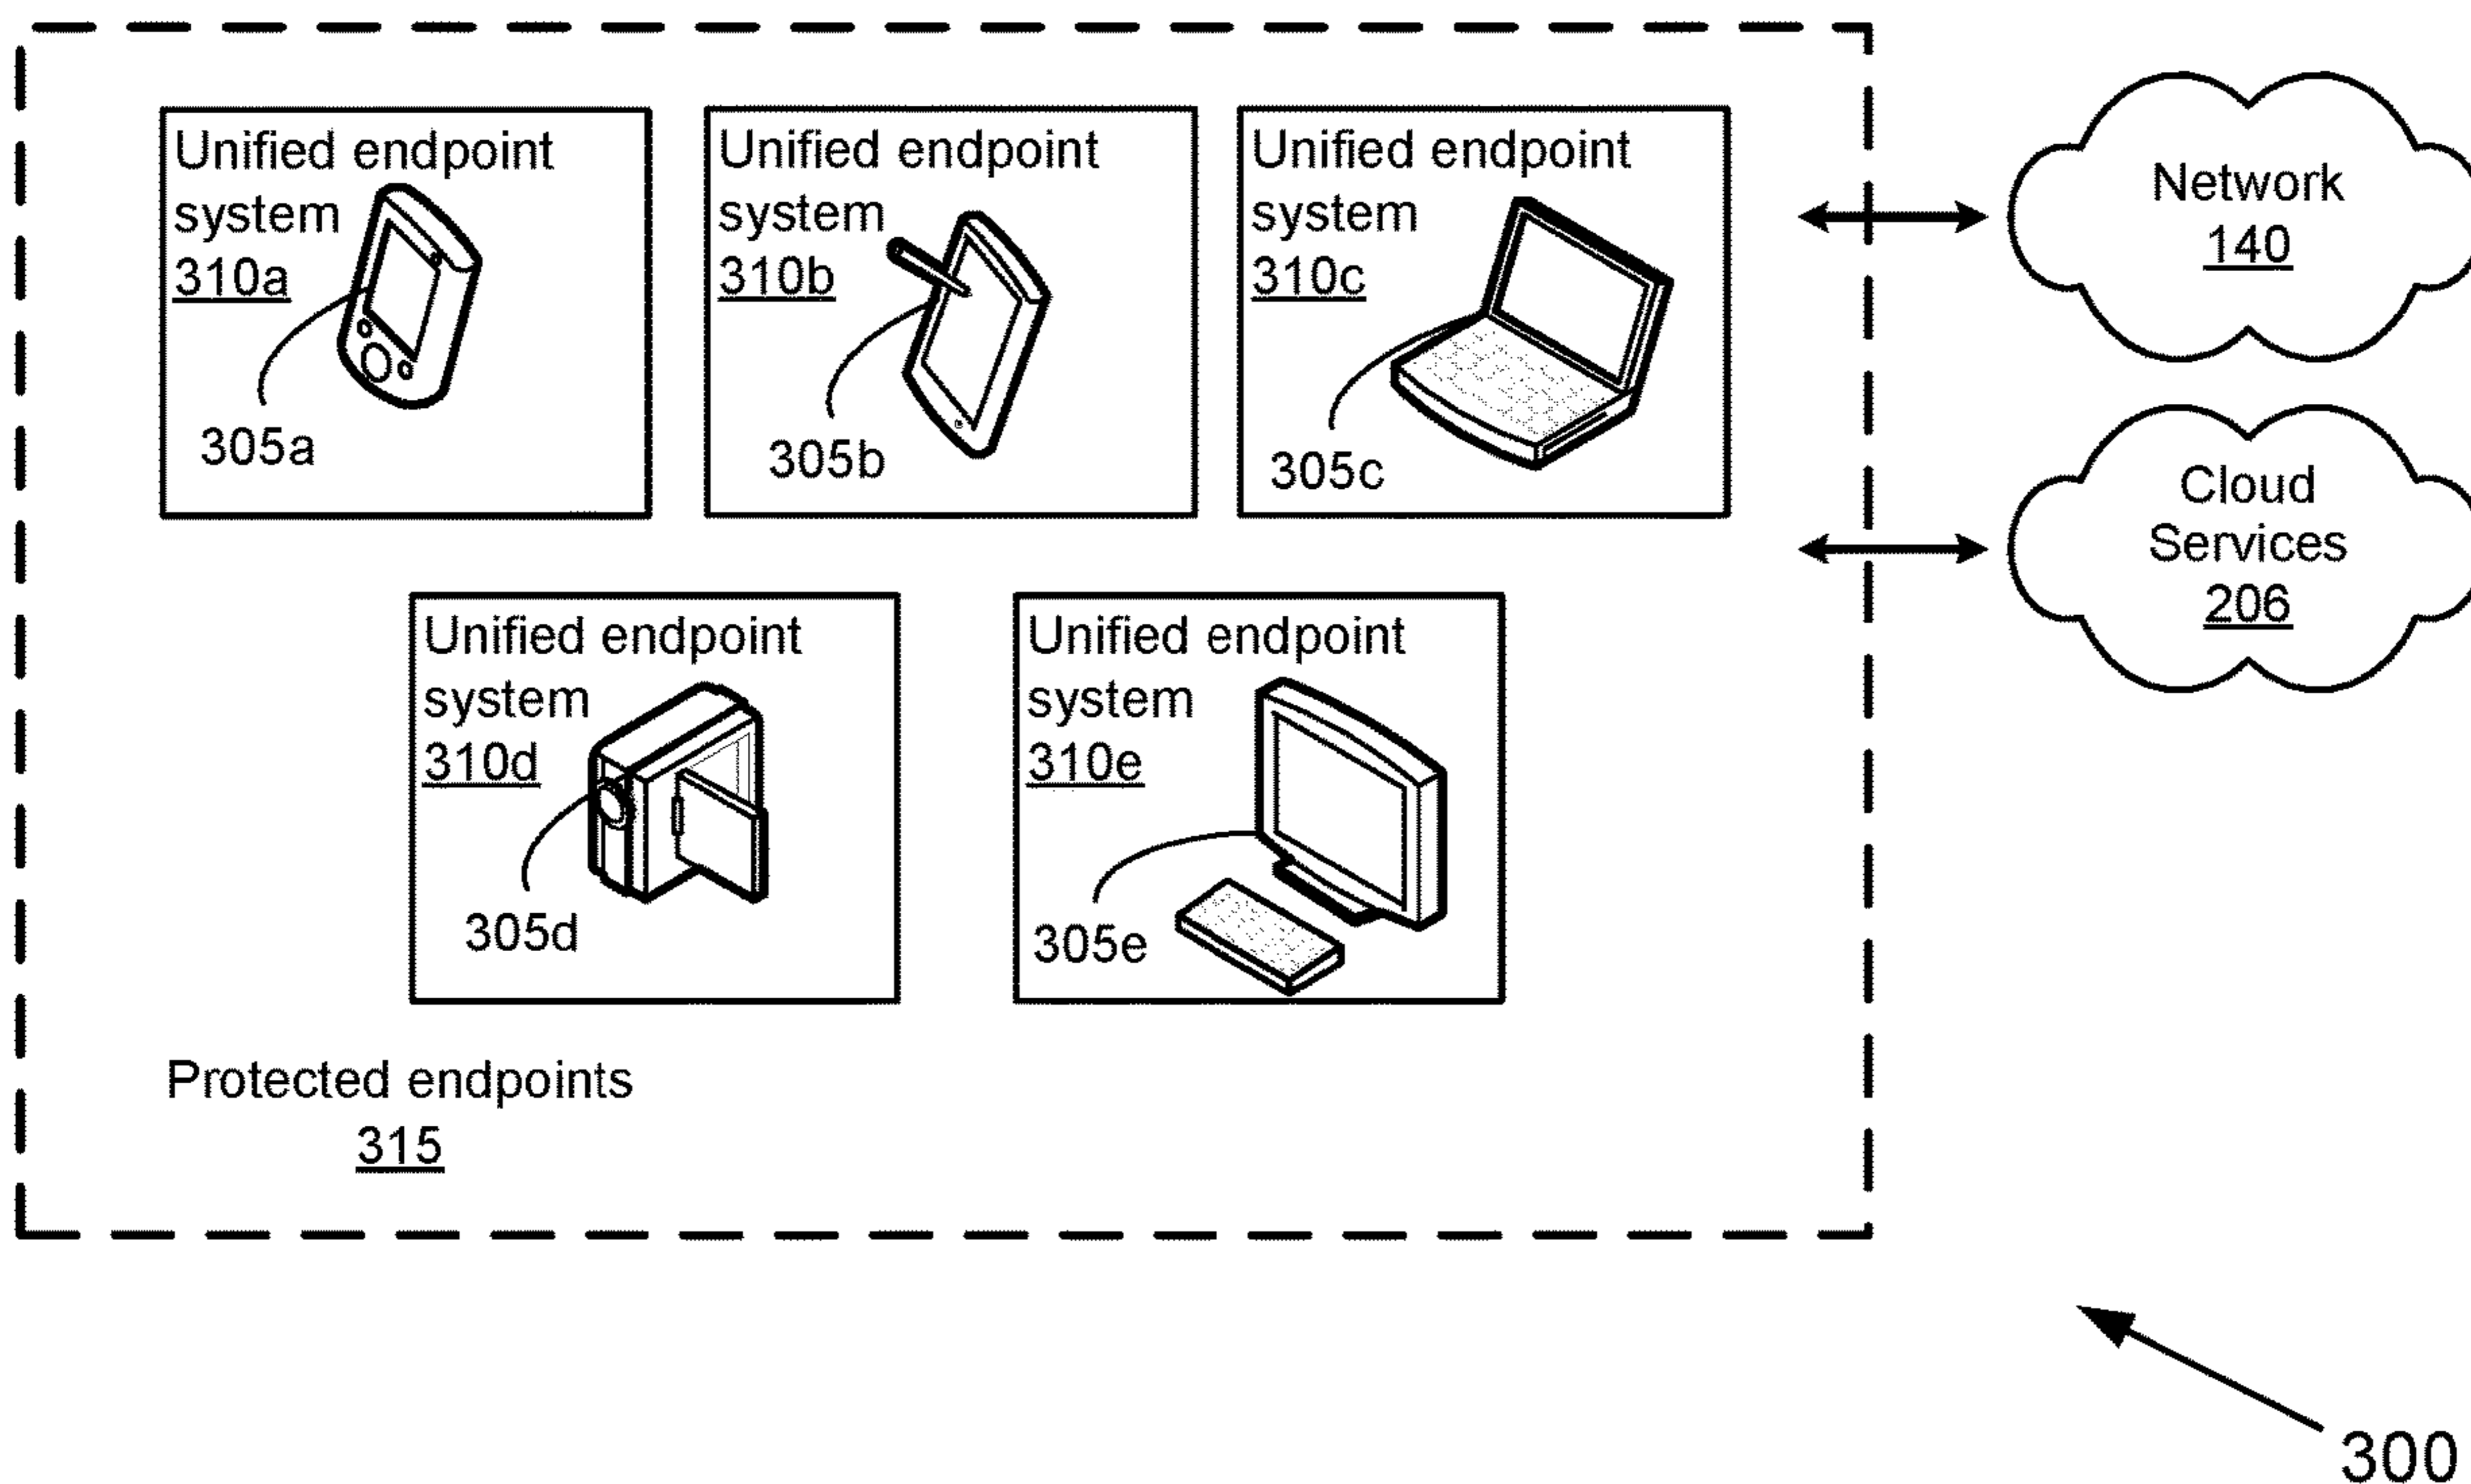 Unified endpoint
system
310a
305a
Unified endpoint
system
310b
305b
Unified endpoint
system
310c
305c
Network
140
Cloud
Services
206
Unified endpoint
system
310d
305d
Unified endpoint
system
310e
305e
Protected endpoints
315
300